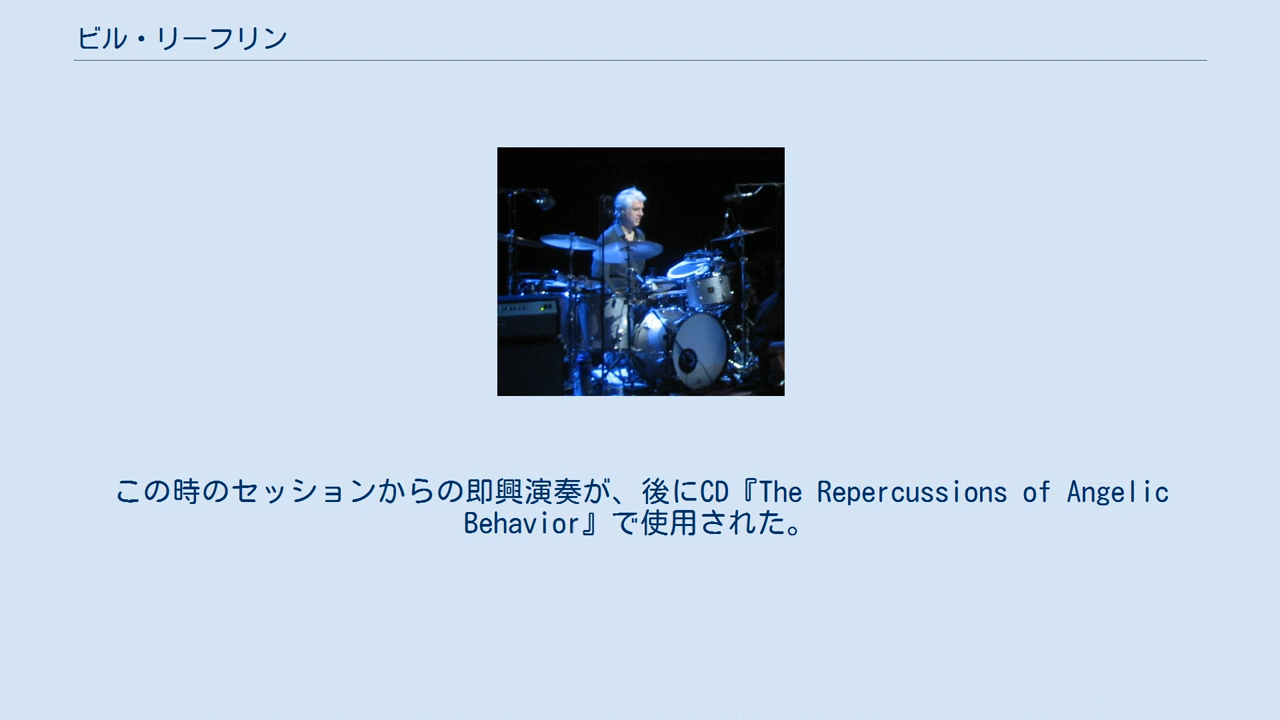 ビル・リーフリン
この時のセッションからの即興演奏が、後にCD『The Repercussions of Angelic
Behavior』で使用された。